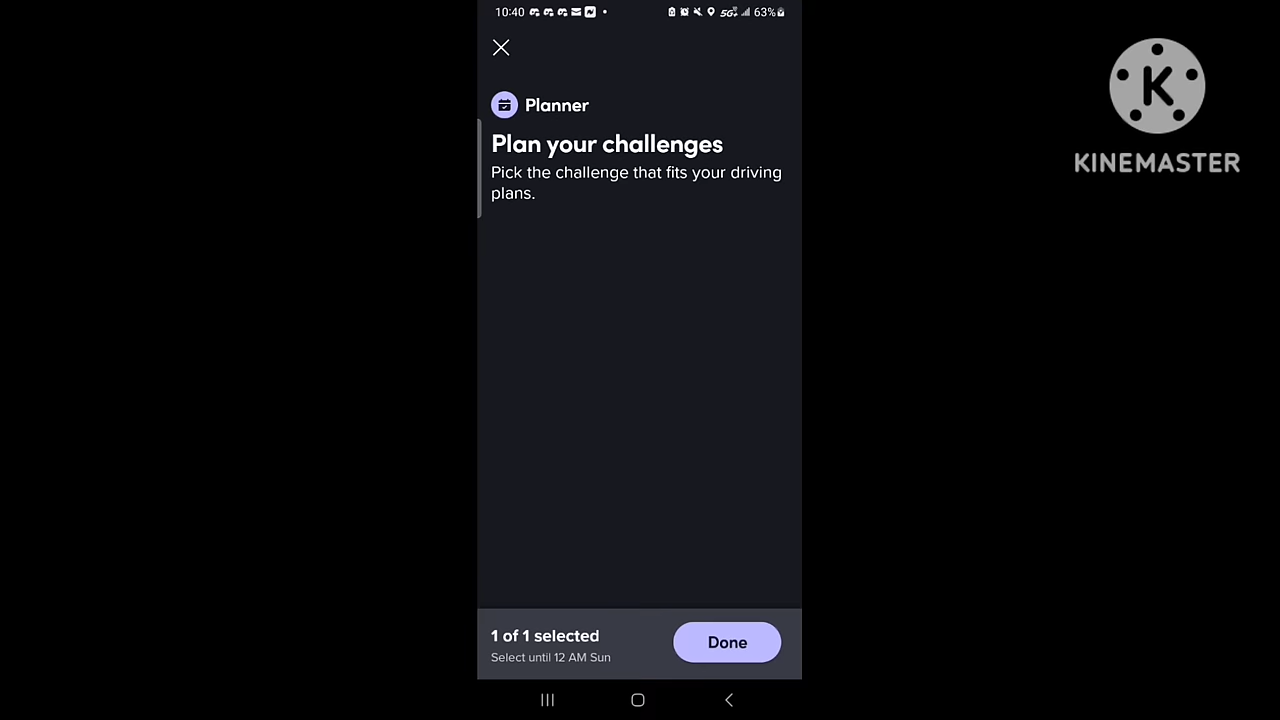 10:40
5G 63%
K
KINEMASTER
Planner
Plan your challenges
Pick the challenge that fits your driving
plans.
1 of 1 selected
Select until 12 AM Sun
Done